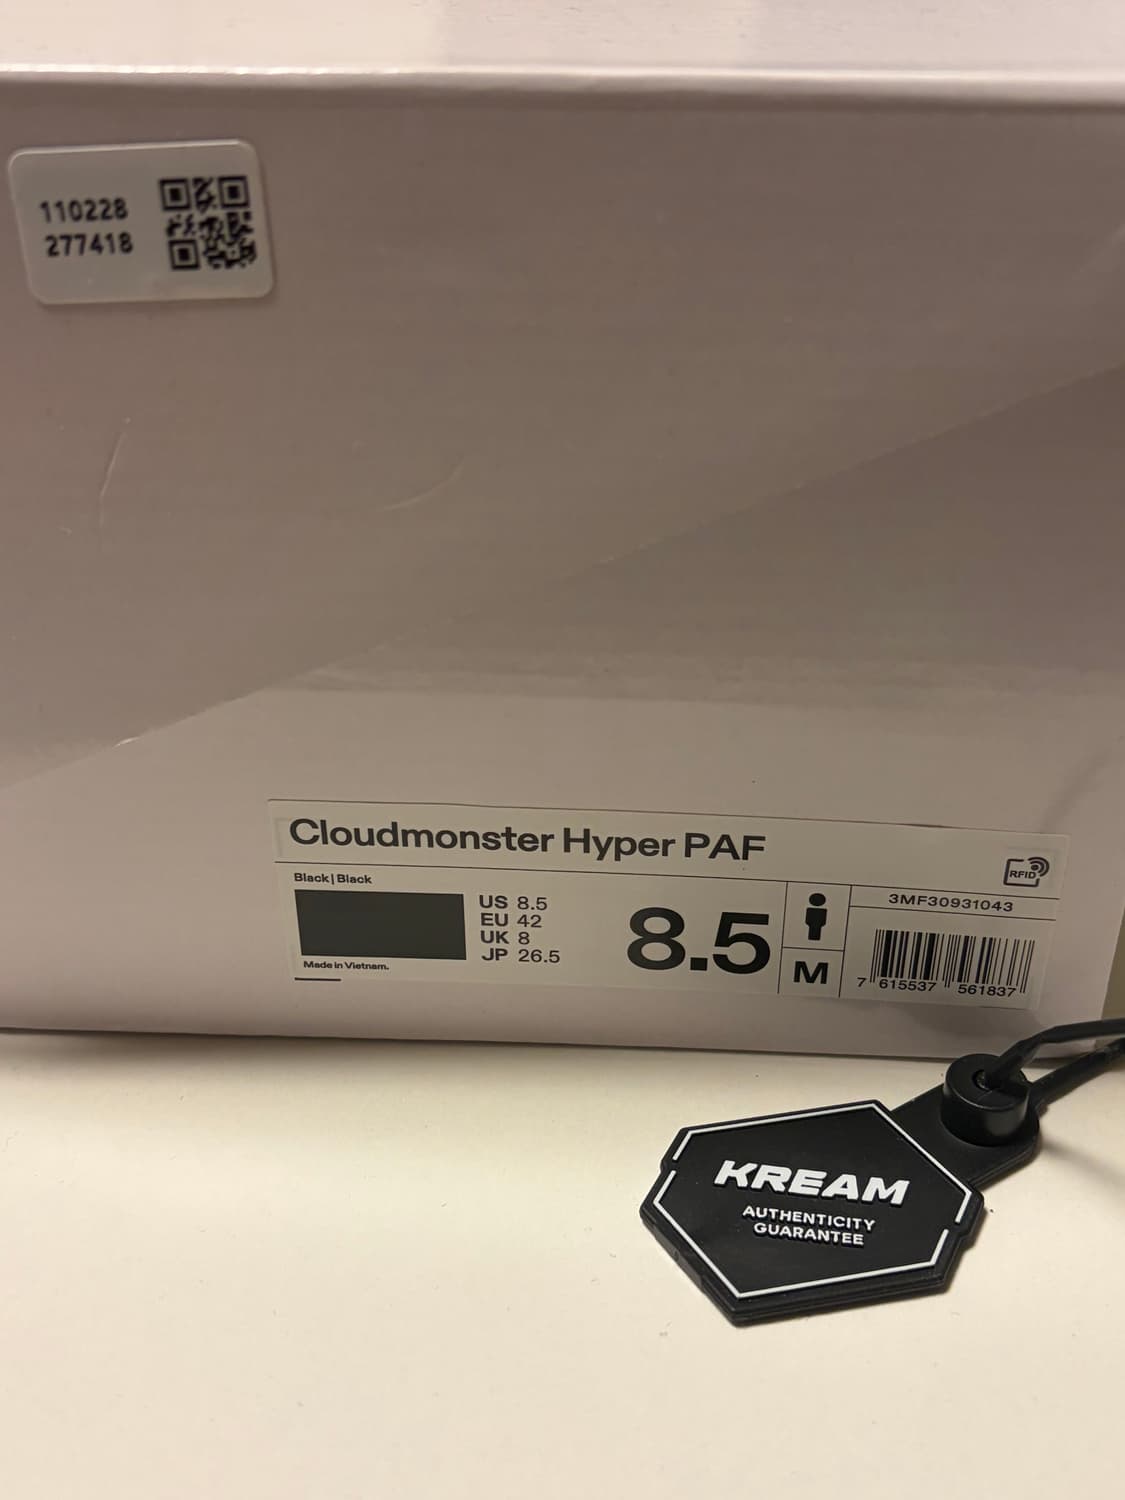 110228
277418
Cloudmonster Hyper PAF
RFID
Black | Black
US 8.5
EU 42
UK 8
JP 26.5
Made in Vietnam.
8.5
M
3MF30931043
7 615537 561837
KREAM
AUTHENTICITY
GUARANTEE